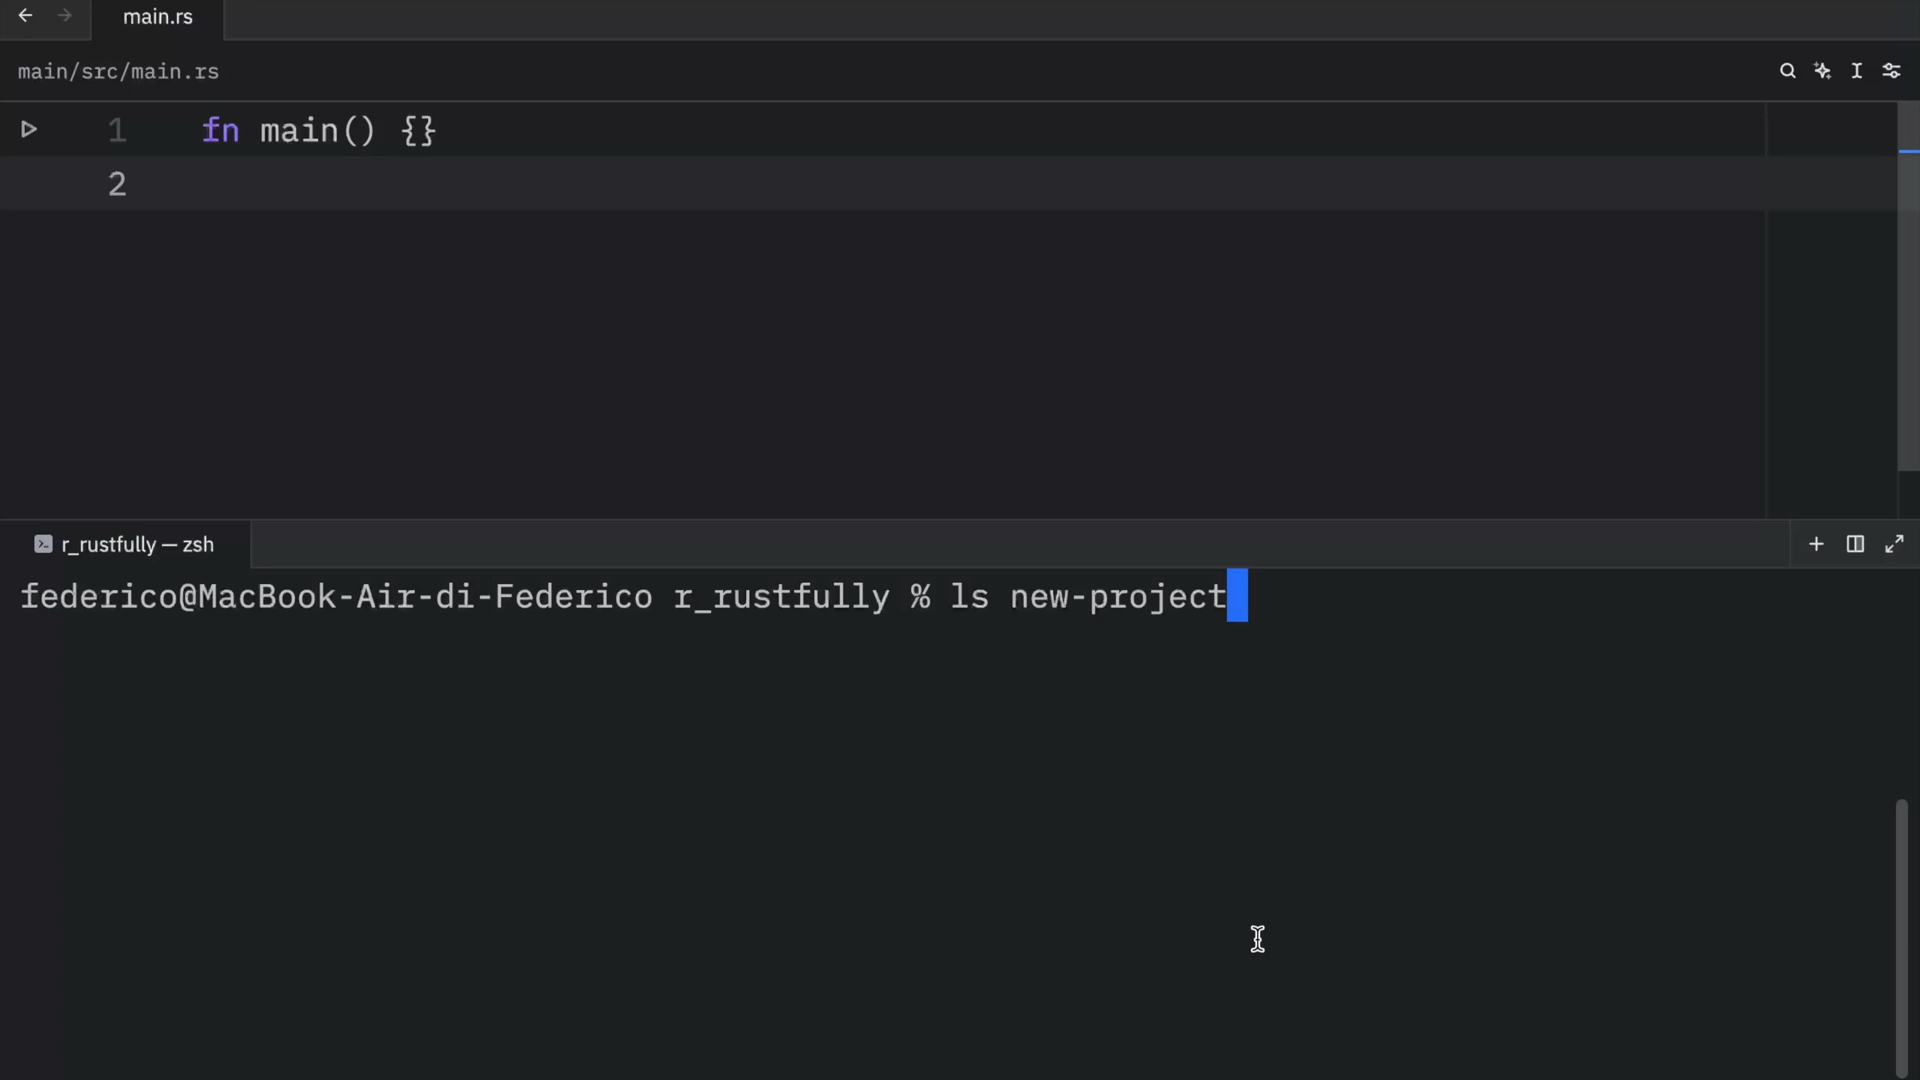 main.rs
main/src/main.rs
1 fn main() {}
2
r_rustfully — zsh
federico@MacBook-Air-di-Federico r_rustfully % ls new-project